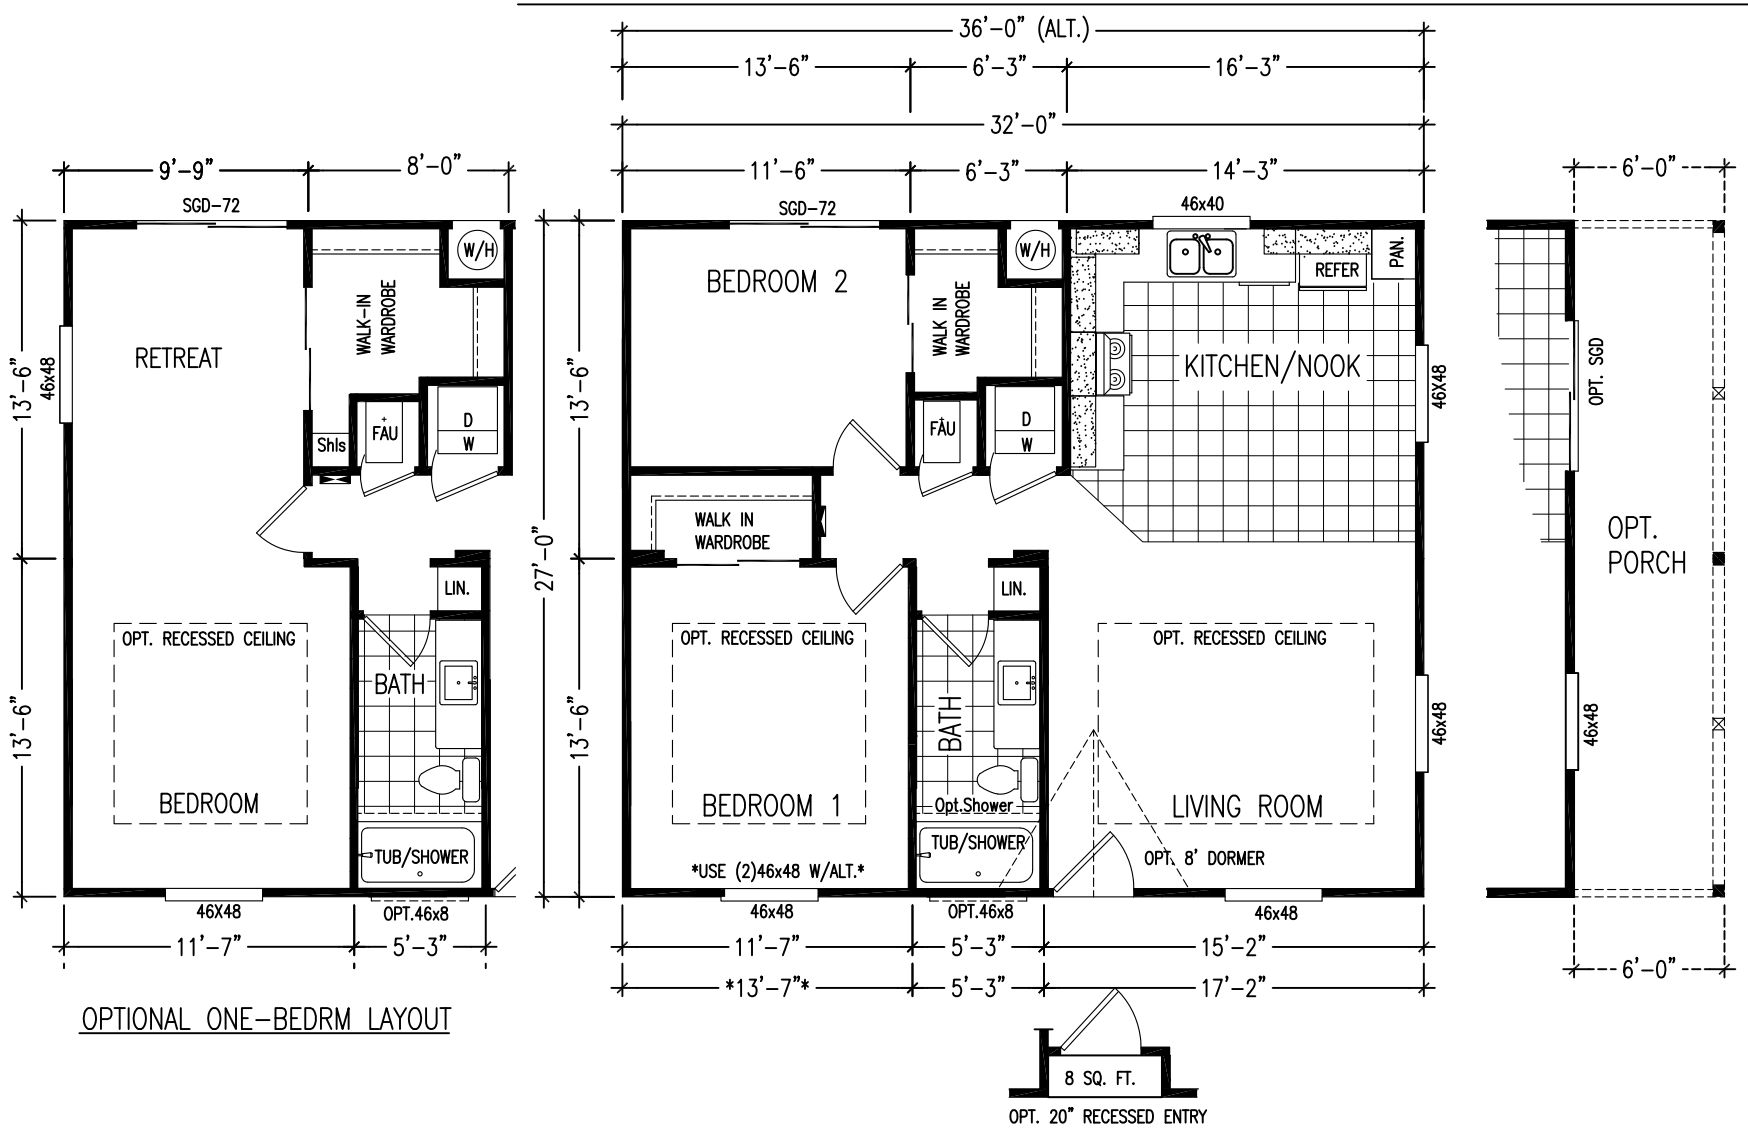 36'-0" (ALT.)
13'-6"
6'-3"
16'-3"
32'-0"
9'-9"
8'-0"
11'-6"
6'-3"
14'-3"
6'-0"
SGD-72
SGD-72
46x40
W/H
W/H
PAN.
REFER
BEDROOM 2
WALK-IN
WARDROBE
WALK IN
WARDROBE
RETREAT
KITCHEN/NOOK
13'-6"
46x48
13'-6"
46x48
OPT. SGD
D
W
D
W
FAU
FAU
Shls
WALK IN
WARDROBE
27'-0"
OPT.
PORCH
LIN.
LIN.
OPT. RECESSED CEILING
OPT. RECESSED CEILING
OPT. RECESSED CEILING
BATH
BATH
13'-6"
13'-6"
46x48
46x48
BEDROOM
BEDROOM 1
Opt.Shower
LIVING ROOM
TUB/SHOWER
TUB/SHOWER
OPT. 8' DORMER
*USE (2)46x48 W/ALT.*
46X48
OPT.46x8
46x48
OPT.46x8
46x48
11'-7"
5'-3"
11'-7"
5'-3"
15'-2"
6'-0"
*13'-7"*
5'-3"
17'-2"
OPTIONAL ONE-BEDRM LAYOUT
8 SQ. FT.
OPT. 20" RECESSED ENTRY